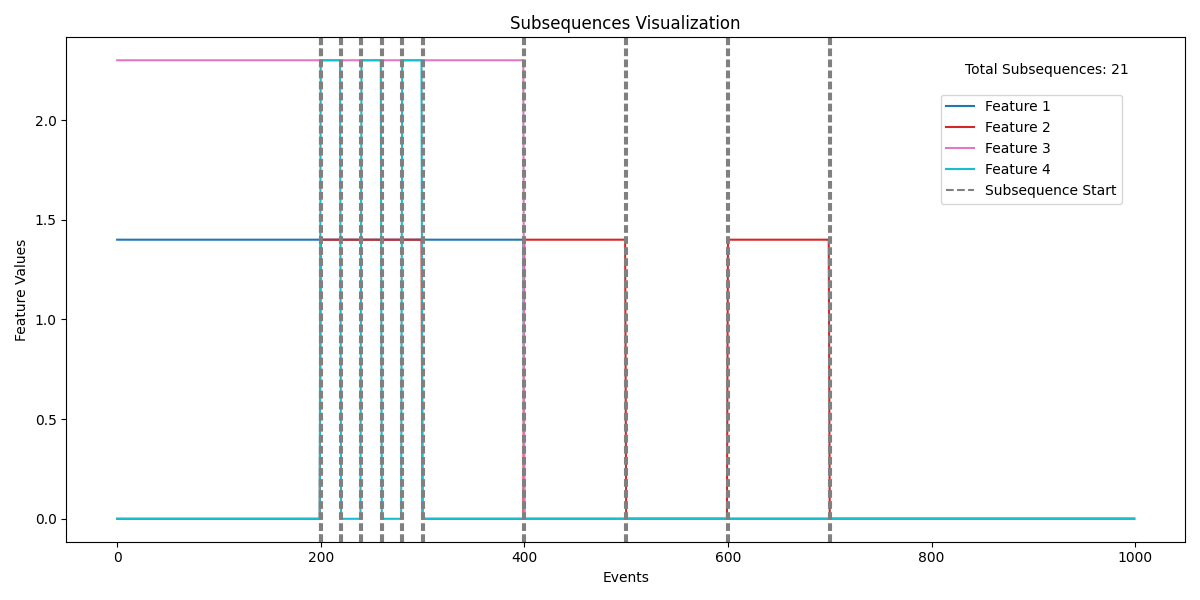 Subsequences Visualization
Total Subsequences: 21
Feature 1
Feature 2
Feature 3
Feature 4
Subsequence Start
Feature Values
2.0
1.5
1.0
0.5
0.0
0
200
400
600
800
1000
Events